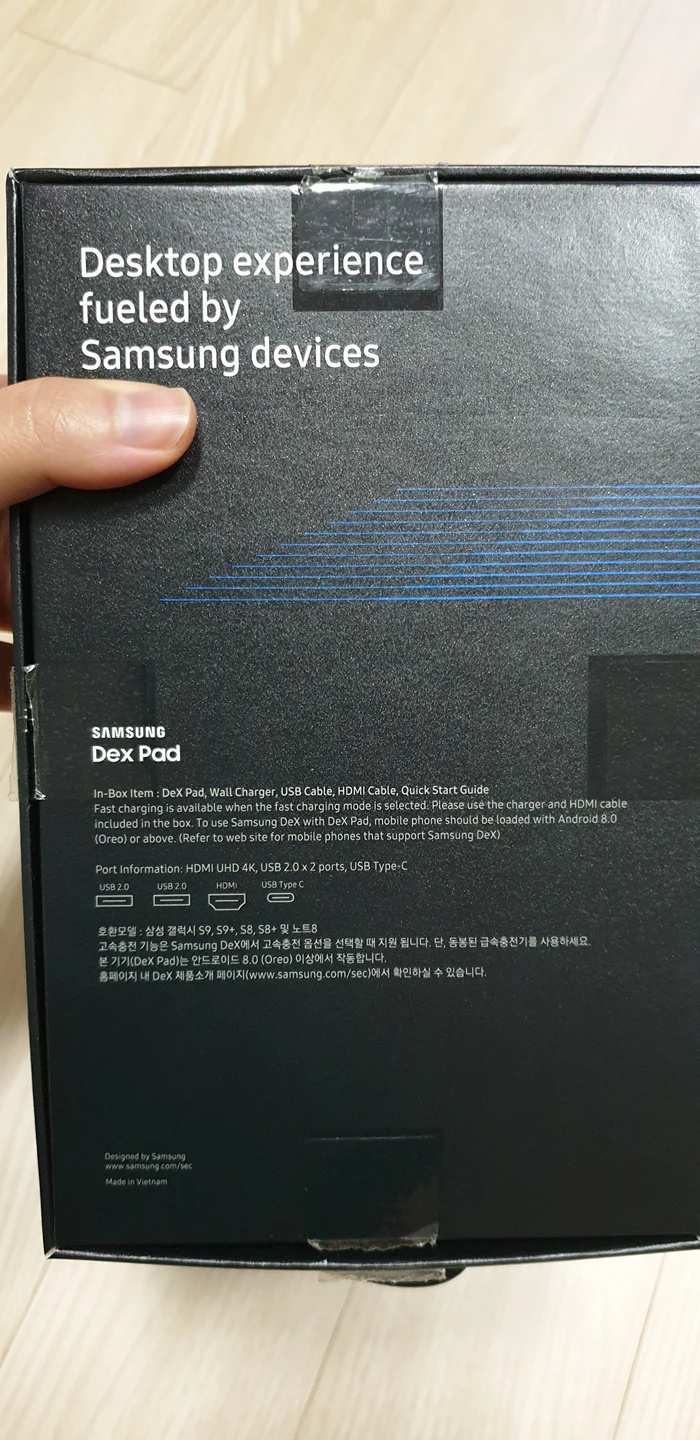 Desktop experience
fueled by
Samsung devices
SAMSUNG
Dex Pad
In-Box Item : DeX Pad, Wall Charger, USB Cable, HDMI Cable, Quick Start Guide
Fast charging is available when the fast charging mode is selected. Please use the charger and HDMI cable
included in the box. To use Samsung DeX with DeX Pad, mobile phone should be loaded with Android 8.0
(Oreo) or above. (Refer to web site for mobile phones that support Samsung DeX)
Port Information: HDMI UHD 4K, USB 2.0 x 2 ports, USB Type-C
USB 2.0 USB 2.0 HDMI USB Type C
호환모델 : 삼성 갤럭시 S9, S9+, S8, S8+ 및 노트8
고속충전 기능은 Samsung DeX에서 고속충전 옵션을 선택할 때 지원 됩니다. 단, 동봉된 급속충전기를 사용하세요.
본 기기(DeX Pad)는 안드로이드 8.0 (Oreo) 이상에서 작동합니다.
홈페이지 내 DeX 제품소개 페이지(www.samsung.com/sec)에서 확인하실 수 있습니다.
Designed by Samsung
www.samsung.com/sec
Made in Vietnam